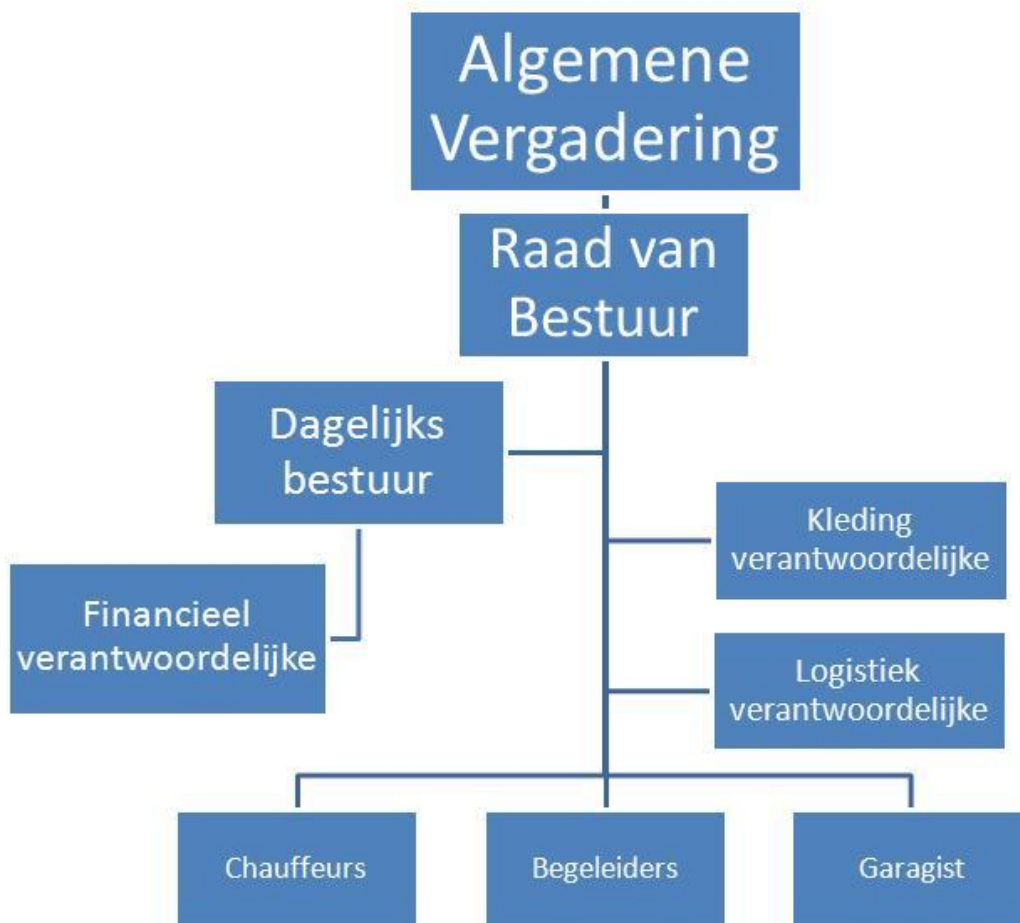 Algemene
Vergadering
Raad van
Bestuur
Dagelijks
bestuur
Kleding
verantwoordelijke
Financieel
verantwoordelijke
Logistiek
verantwoordelijke
Chauffeurs
Begeleiders
Garagist